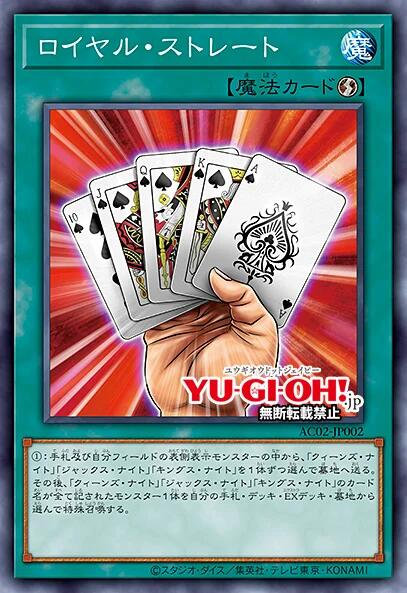 ロイヤル・ストレート
魔
【魔法カード】
10
J
Q
K
A
ユウギオウドットジェイピー
YU-GI-OH!.jp
無断転載禁止
AC02-JP002
①：手札及び自分フィールドの表側表示モンスターの中から、「クィーンズ・ナ
イト」「ジャックス・ナイト」「キングス・ナイト」を１体ずつ選んで墓地へ送る。
その後、「クィーンズ・ナイト」「ジャックス・ナイト」「キングス・ナイト」のカード
名が全て記されたモンスター１体を自分の手札・デッキ・EXデッキ・墓地から
選んで特殊召喚する。
©スタジオ・ダイス／集英社・テレビ東京・KONAMI